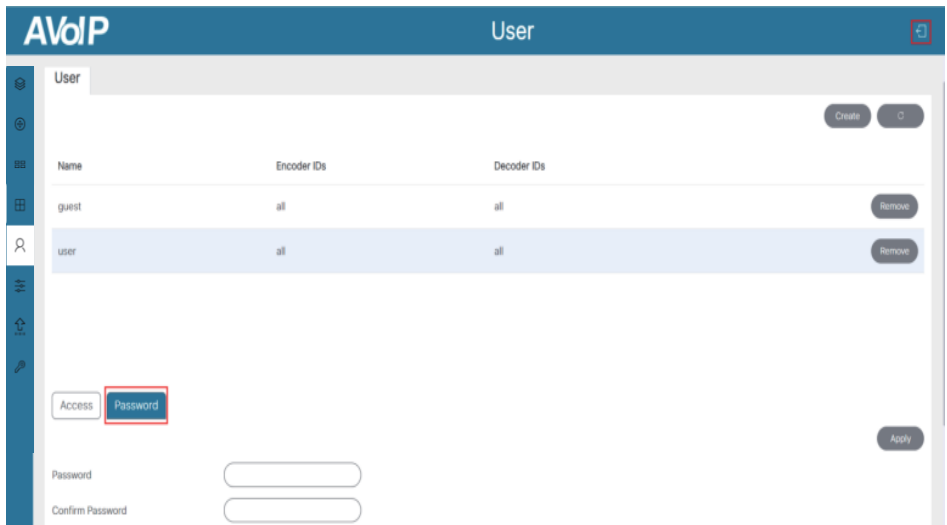 AVoIP User
User
Create
Name Encoder IDs Decoder IDs
guest all all Remove
user all all Remove
Access Password
Apply
Password
Confirm Password